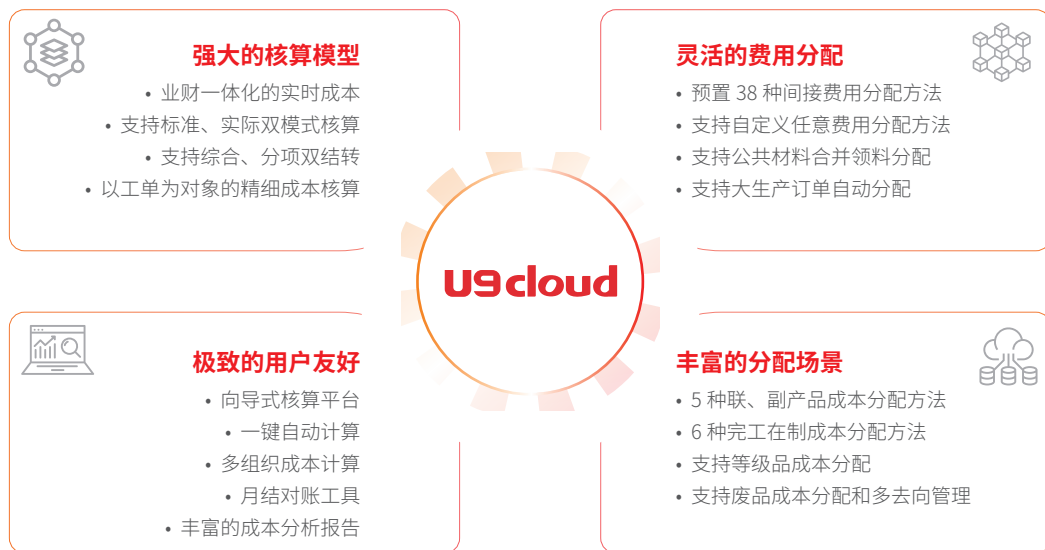 强大的核算模型
• 业财一体化的实时成本
• 支持标准、实际双模式核算
• 支持综合、分项双结转
• 以工单为对象的精细成本核算
灵活的费用分配
• 预置 38 种间接费用分配方法
• 支持自定义任意费用分配方法
• 支持公共材料合并领料分配
• 支持大生产订单自动分配
U9cloud
极致的用户友好
• 向导式核算平台
• 一键自动计算
• 多组织成本计算
• 月结对账工具
• 丰富的成本分析报告
丰富的分配场景
• 5 种联、副产品成本分配方法
• 6 种完工在制成本分配方法
• 支持等级品成本分配
• 支持废品成本分配和多去向管理